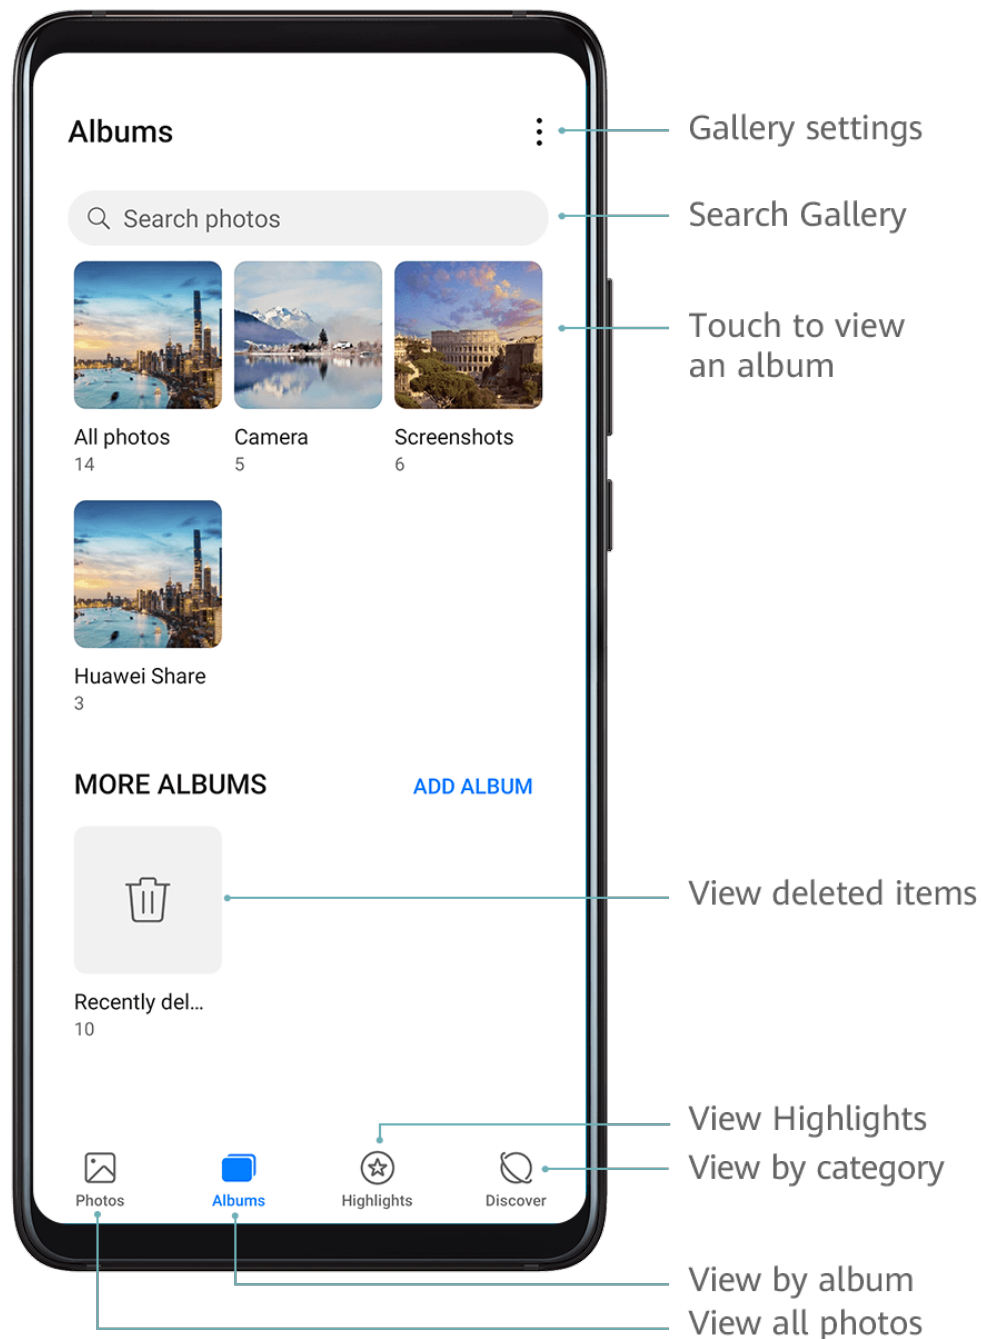 Albums
Gallery settings
Search photos
Search Gallery
Touch to view
an album
All photos
Camera
Screenshots
14
5
6
Huawei Share
3
MORE ALBUMS
ADD ALBUM
View deleted items
Recently del...
10
View Highlights
View by category
Photos
Albums
Highlights
Discover
View by album
View all photos